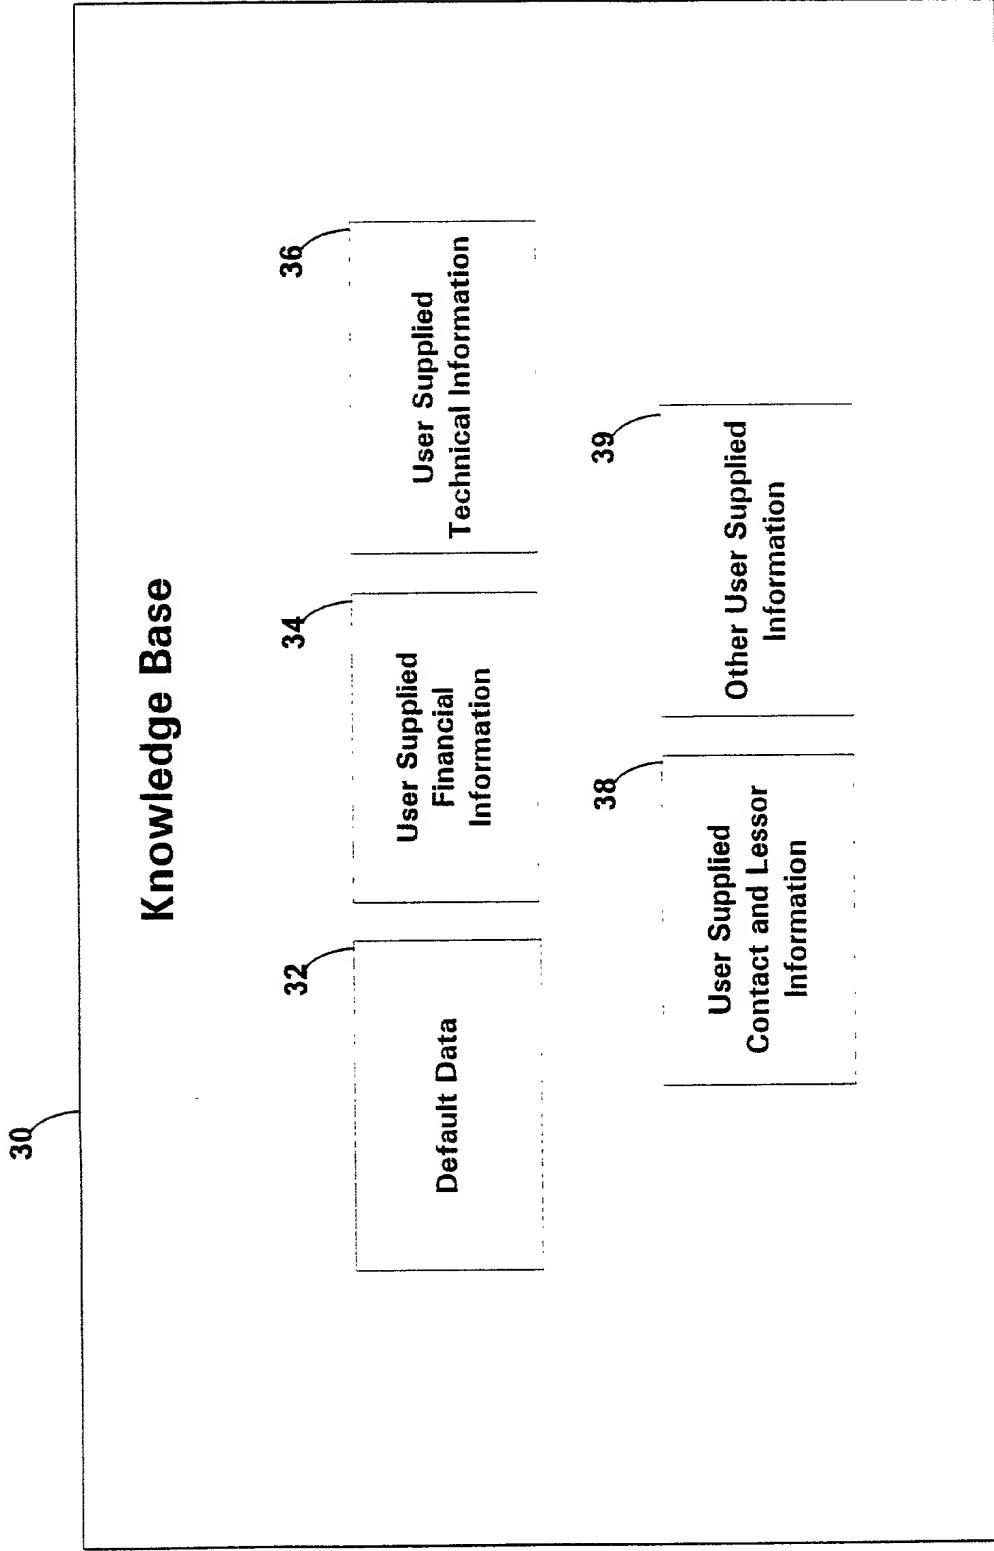 30
Knowledge Base
32
Default Data
34
User Supplied
Financial
Information
36
User Supplied
Technical Information
38
User Supplied
Contact and Lessor
Information
39
Other User Supplied
Information